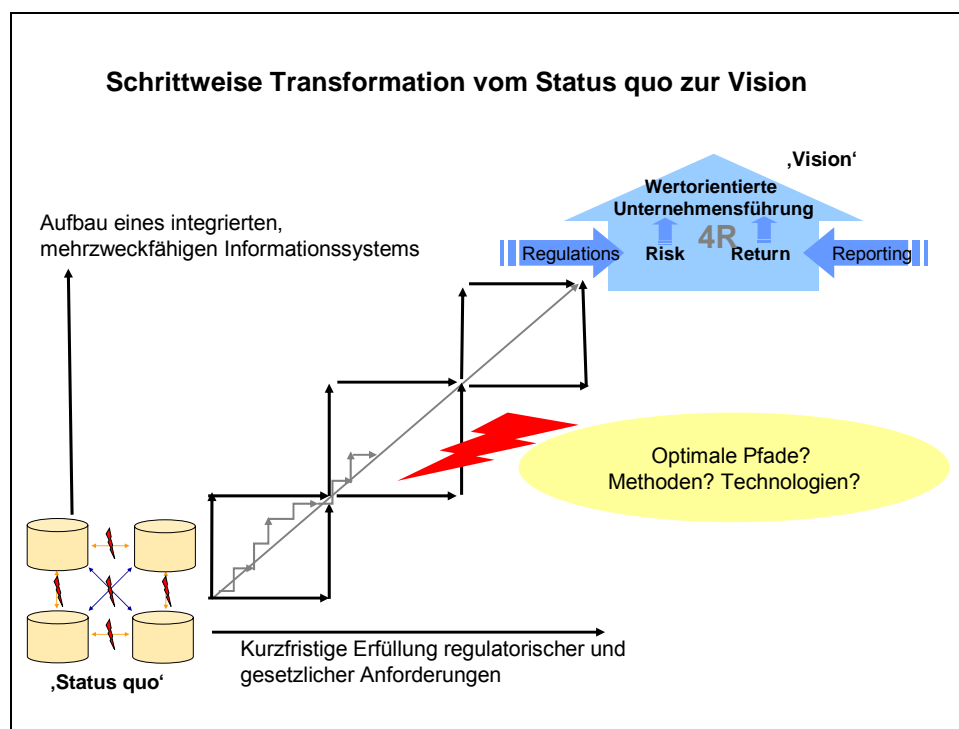 Schrittweise Transformation vom Status quo zur Vision
‚Vision‘
Wertorientierte
Unternehmensführung
4R
Regulations
Risk
Return
Reporting
Aufbau eines integrierten,
mehrzweckfähigen Informationssystems
Optimale Pfade?
Methoden? Technologien?
Kurzfristige Erfüllung regulatorischer und
gesetzlicher Anforderungen
‚Status quo‘